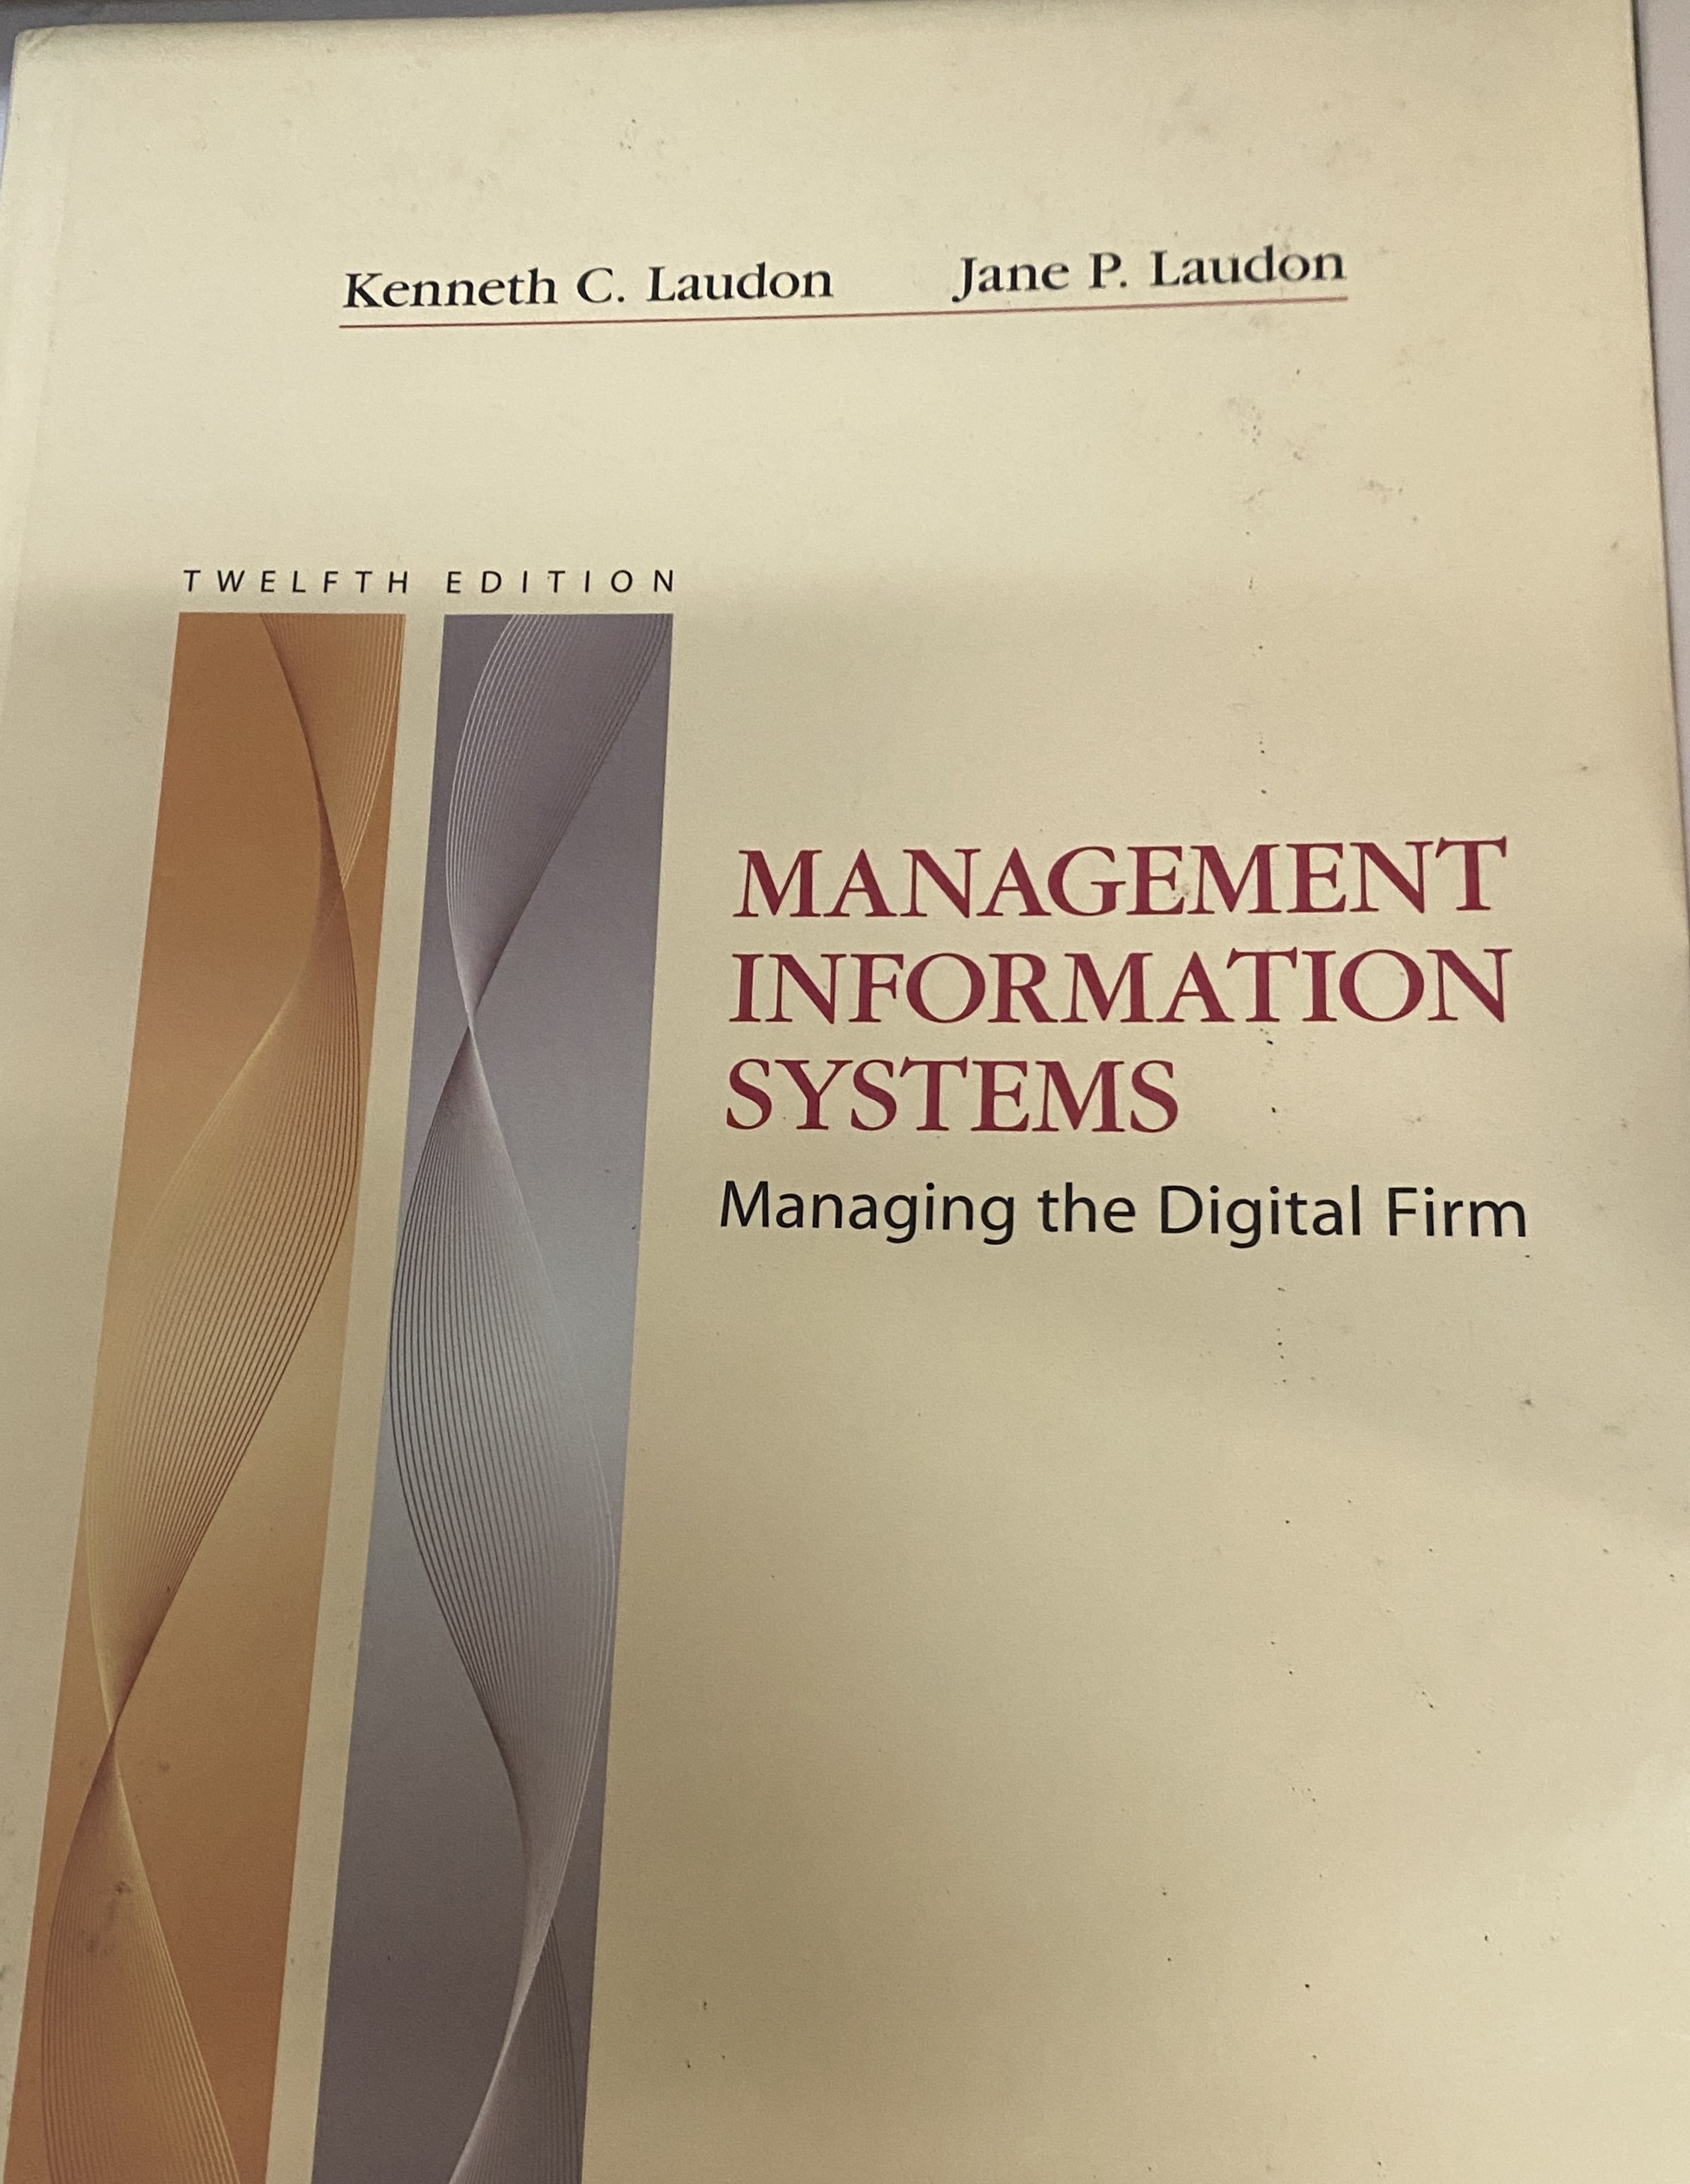 Kenneth C. Laudon Jane P. Laudon
TWELFTH EDITION
MANAGEMENT
INFORMATION
SYSTEMS
Managing the Digital Firm